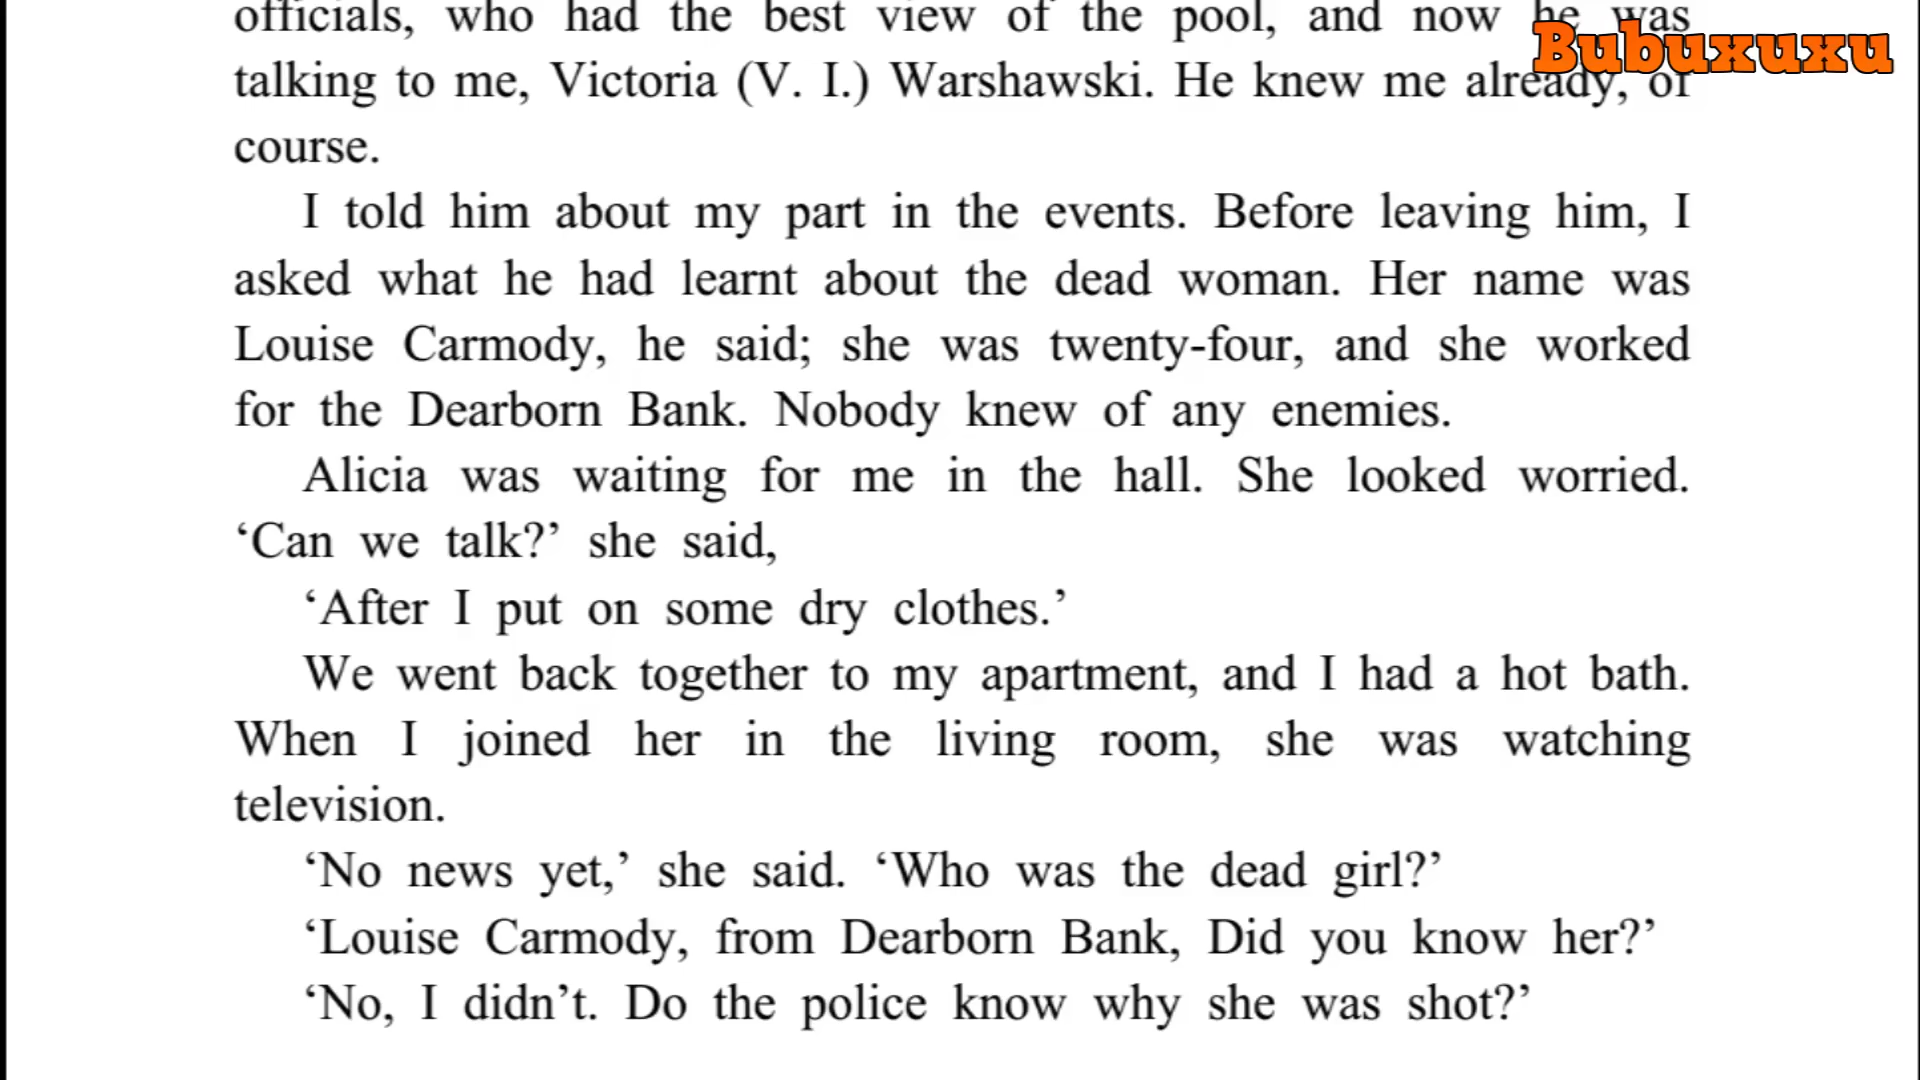 officials, who had the best view of the pool, and now he was
Bubuxuxu
talking to me, Victoria (V. I.) Warshawski. He knew me already, of
course.
I told him about my part in the events. Before leaving him, I
asked what he had learnt about the dead woman. Her name was
Louise Carmody, he said; she was twenty-four, and she worked
for the Dearborn Bank. Nobody knew of any enemies.
Alicia was waiting for me in the hall. She looked worried.
‘Can we talk?’ she said,
‘After I put on some dry clothes.’
We went back together to my apartment, and I had a hot bath.
When I joined her in the living room, she was watching
television.
‘No news yet,’ she said. ‘Who was the dead girl?’
‘Louise Carmody, from Dearborn Bank, Did you know her?’
‘No, I didn’t. Do the police know why she was shot?’